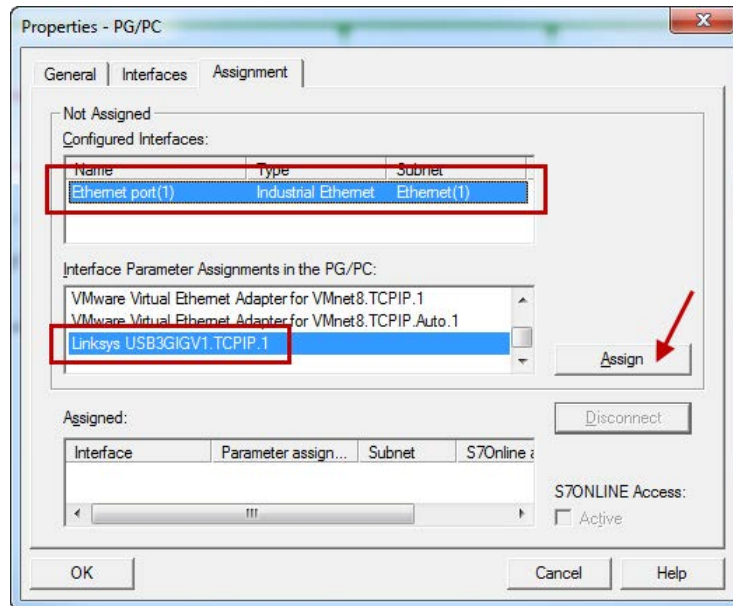 Properties - PG/PC
General Interfaces Assignment
Not Assigned
Configured Interfaces:
Name Type Subnet
Ethernet port(1) Industrial Ethernet Ethernet(1)
Interface Parameter Assignments in the PG/PC:
VMware Virtual Ethernet Adapter for VMnet8.TCPIP.1
VMware Virtual Ethernet Adapter for VMnet8.TCPIP.Auto.1
Linksys USB3GIGV1.TCPIP.1
Assign
Assigned:
Disconnect
Interface Parameter assign... Subnet S7Online a
S7ONLINE Access:
Active
OK Cancel Help